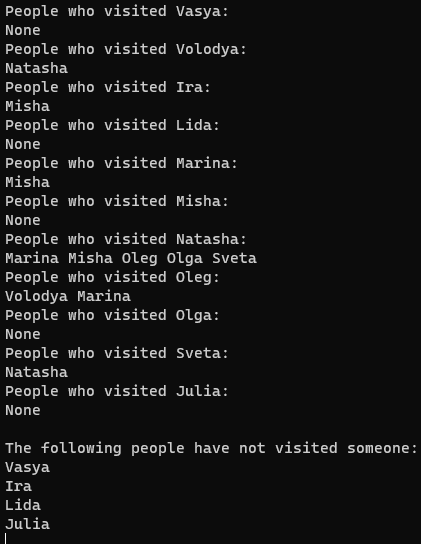 People who visited Vasya:
None
People who visited Volodya:
Natasha
People who visited Ira:
Misha
People who visited Lida:
None
People who visited Marina:
Misha
People who visited Misha:
None
People who visited Natasha:
Marina Misha Oleg Olga Sveta
People who visited Oleg:
Volodya Marina
People who visited Olga:
None
People who visited Sveta:
Natasha
People who visited Julia:
None
The following people have not visited someone:
Vasya
Ira
Lida
Julia